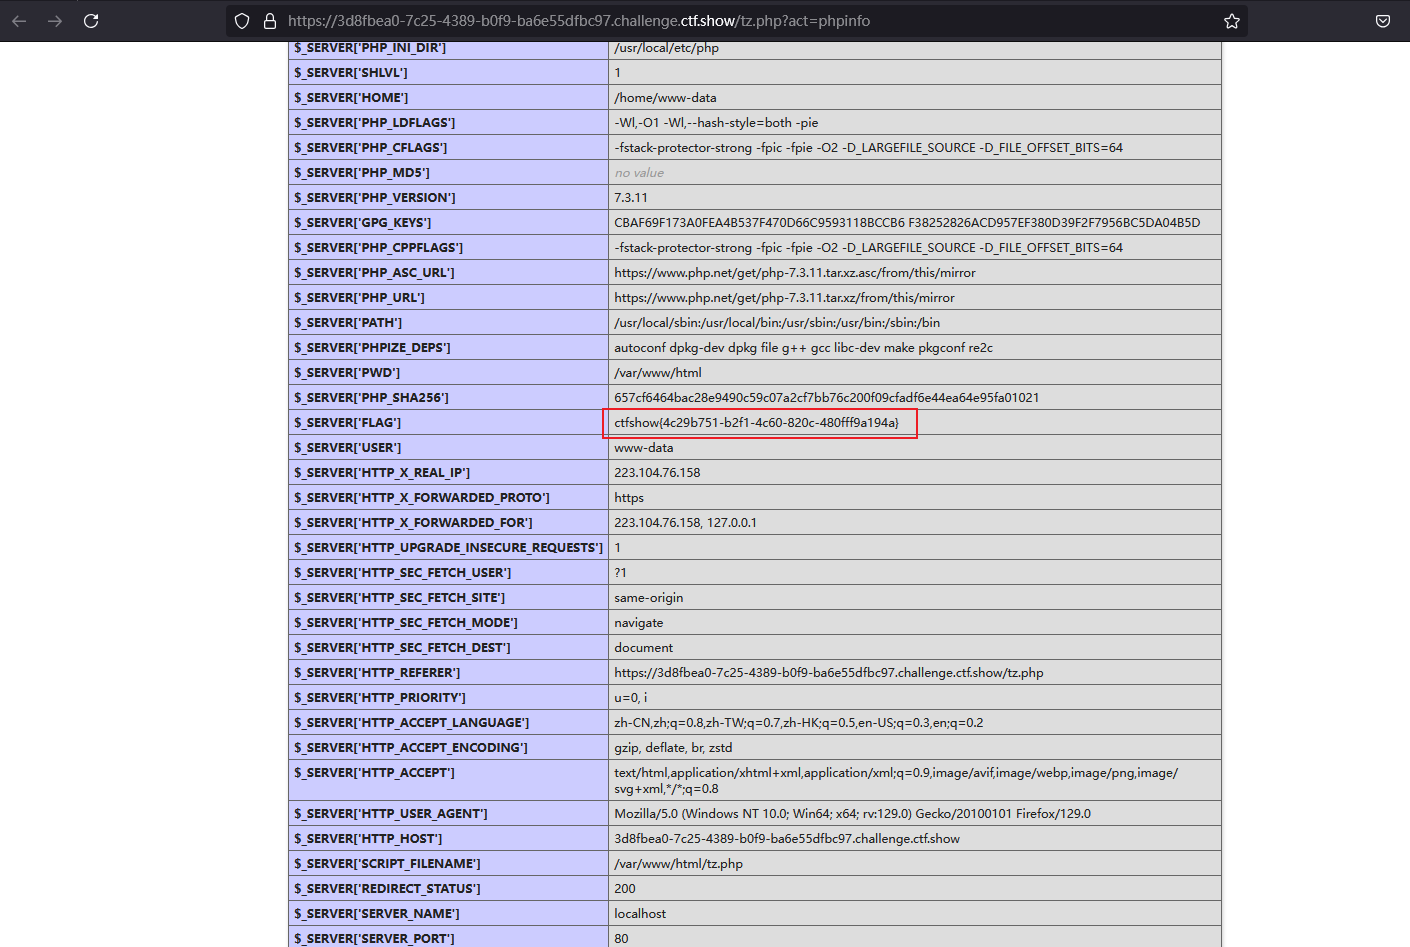 https://3d8fbea0-7c25-4389-b0f9-ba6e55dfbc97.challenge.ctf.show/tz.php?act=phpinfo
$_SERVER['PHP_INI_DIR'] /usr/local/etc/php
$_SERVER['SHLVL'] 1
$_SERVER['HOME'] /home/www-data
$_SERVER['PHP_LDFLAGS'] -Wl,-O1 -Wl,--hash-style=both -pie
$_SERVER['PHP_CFLAGS'] -fstack-protector-strong -fpic -fpie -O2 -D_LARGEFILE_SOURCE -D_FILE_OFFSET_BITS=64
$_SERVER['PHP_MD5'] no value
$_SERVER['PHP_VERSION'] 7.3.11
$_SERVER['GPG_KEYS'] CBAF69F173A0FEA4B537F470D66C9593118BCCB6 F38252826ACD957EF380D39F2F7956BC5DA04B5D
$_SERVER['PHP_CPPFLAGS'] -fstack-protector-strong -fpic -fpie -O2 -D_LARGEFILE_SOURCE -D_FILE_OFFSET_BITS=64
$_SERVER['PHP_ASC_URL'] https://www.php.net/get/php-7.3.11.tar.xz.asc/from/this/mirror
$_SERVER['PHP_URL'] https://www.php.net/get/php-7.3.11.tar.xz/from/this/mirror
$_SERVER['PATH'] /usr/local/sbin:/usr/local/bin:/usr/sbin:/usr/bin:/sbin:/bin
$_SERVER['PHPIZE_DEPS'] autoconf dpkg-dev dpkg file g++ gcc libc-dev make pkgconf re2c
$_SERVER['PWD'] /var/www/html
$_SERVER['PHP_SHA256'] 657cf6464bac28e9490c59c07a2cf7bb76c200f09cfadf6e44ea64e95fa01021
$_SERVER['FLAG'] ctfshow{4c29b751-b2f1-4c60-820c-480fff9a194a}
$_SERVER['USER'] www-data
$_SERVER['HTTP_X_REAL_IP'] 223.104.76.158
$_SERVER['HTTP_X_FORWARDED_PROTO'] https
$_SERVER['HTTP_X_FORWARDED_FOR'] 223.104.76.158, 127.0.0.1
$_SERVER['HTTP_UPGRADE_INSECURE_REQUESTS'] 1
$_SERVER['HTTP_SEC_FETCH_USER'] ?1
$_SERVER['HTTP_SEC_FETCH_SITE'] same-origin
$_SERVER['HTTP_SEC_FETCH_MODE'] navigate
$_SERVER['HTTP_SEC_FETCH_DEST'] document
$_SERVER['HTTP_REFERER'] https://3d8fbea0-7c25-4389-b0f9-ba6e55dfbc97.challenge.ctf.show/tz.php
$_SERVER['HTTP_PRIORITY'] u=0, i
$_SERVER['HTTP_ACCEPT_LANGUAGE'] zh-CN,zh;q=0.8,zh-TW;q=0.7,zh-HK;q=0.5,en-US;q=0.3,en;q=0.2
$_SERVER['HTTP_ACCEPT_ENCODING'] gzip, deflate, br, zstd
$_SERVER['HTTP_ACCEPT'] text/html,application/xhtml+xml,application/xml;q=0.9,image/avif,image/webp,image/png,image/
svg+xml,*/*;q=0.8
$_SERVER['HTTP_USER_AGENT'] Mozilla/5.0 (Windows NT 10.0; Win64; x64; rv:129.0) Gecko/20100101 Firefox/129.0
$_SERVER['HTTP_HOST'] 3d8fbea0-7c25-4389-b0f9-ba6e55dfbc97.challenge.ctf.show
$_SERVER['SCRIPT_FILENAME'] /var/www/html/tz.php
$_SERVER['REDIRECT_STATUS'] 200
$_SERVER['SERVER_NAME'] localhost
$_SERVER['SERVER_PORT'] 80